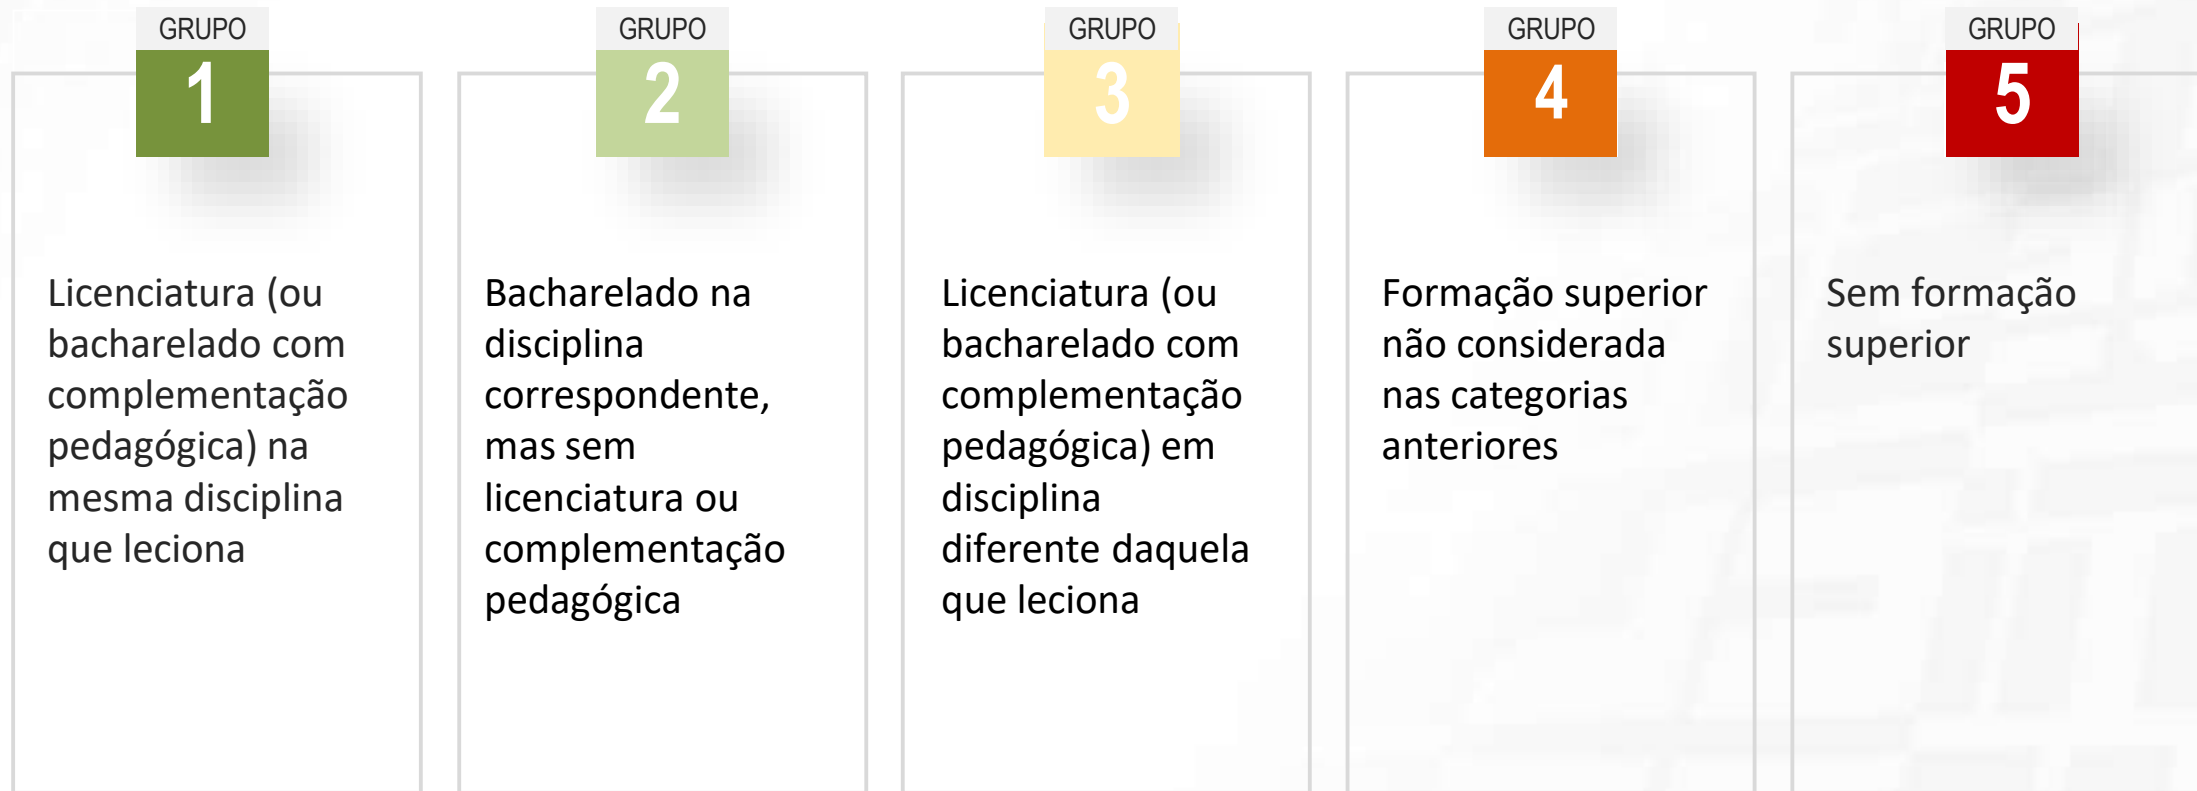 GRUPO
1
Licenciatura (ou
bacharelado com
complementação
pedagógica) na
mesma disciplina
que leciona
GRUPO
2
Bacharelado na
disciplina
correspondente,
mas sem
licenciatura ou
complementação
pedagógica
GRUPO
3
Licenciatura (ou
bacharelado com
complementação
pedagógica) em
disciplina
diferente daquela
que leciona
GRUPO
4
Formação superior
não considerada
nas categorias
anteriores
GRUPO
5
Sem formação
superior